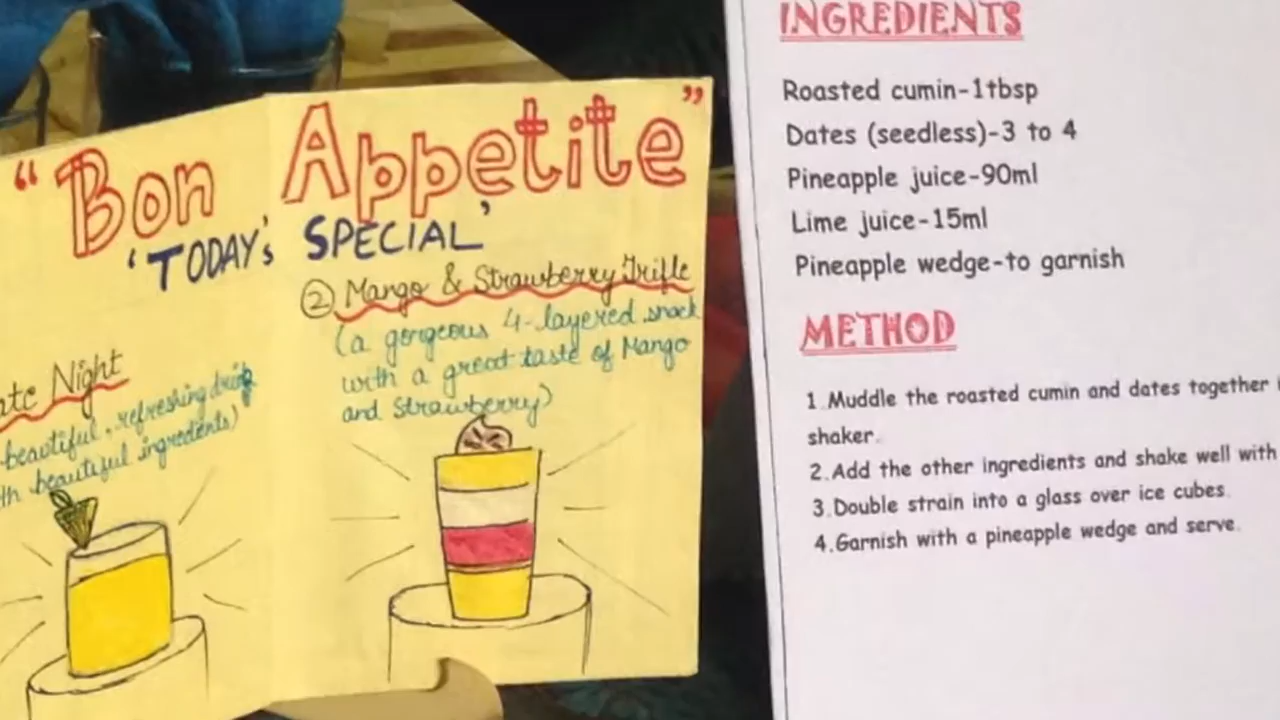 "Bon Appetite"
'TODAY'S SPECIAL'
② Mango & Strawberry Trifle
(a gorgeous 4-layered snack
with a great taste of Mango
and Strawberry)
Night
beautiful, refreshing drink
beautiful ingredients)
INGREDIENTS
Roasted cumin-1tbsp
Dates (seedless)-3 to 4
Pineapple juice-90ml
Lime juice-15ml
Pineapple wedge-to garnish
METHOD
1.Muddle the roasted cumin and dates together
shaker.
2.Add the other ingredients and shake well with
3.Double strain into a glass over ice cubes.
4.Garnish with a pineapple wedge and serve.